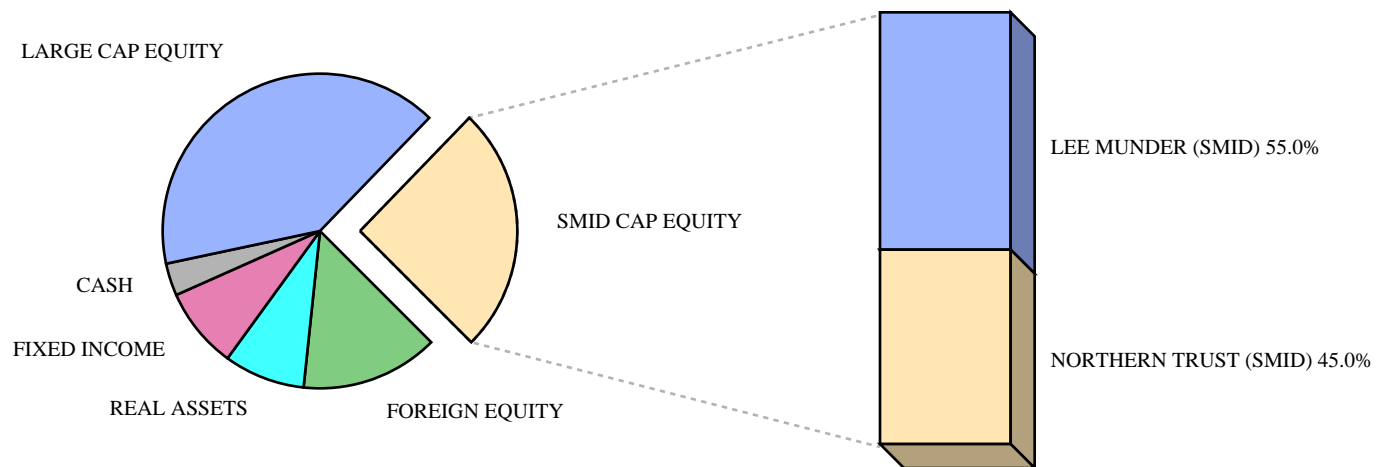 LARGE CAP EQUITY
SMID CAP EQUITY
CASH
FIXED INCOME
REAL ASSETS
FOREIGN EQUITY
LEE MUNDER (SMID) 55.0%
NORTHERN TRUST (SMID) 45.0%